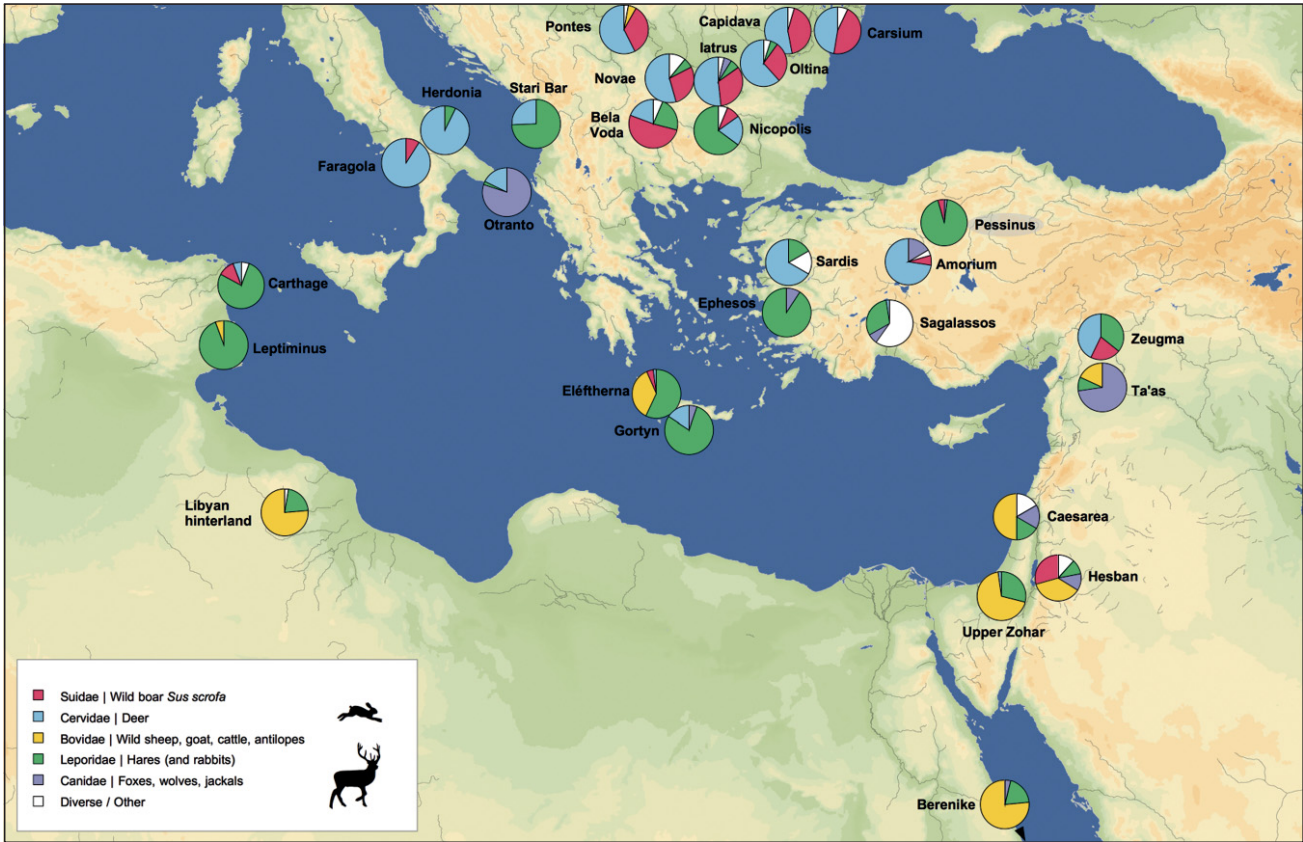 Pontes
Capidava
Carsium
Iatrus
Oltina
Novae
Stari Bar
Herdonia
Bela
Voda
Nicopolis
Faragola
Otranto
Pessinus
Sardis
Amorium
Carthage
Ephesos
Sagalassos
Zeugma
Leptiminus
Ta'as
Eléftherna
Gortyn
Libyan
hinterland
Caesarea
Hesban
Upper Zohar
Suidae | Wild boar Sus scrofa
Cervidae | Deer
Bovidae | Wild sheep, goat, cattle, antilopes
Leporidae | Hares (and rabbits)
Canidae | Foxes, wolves, jackals
Diverse / Other
Berenike